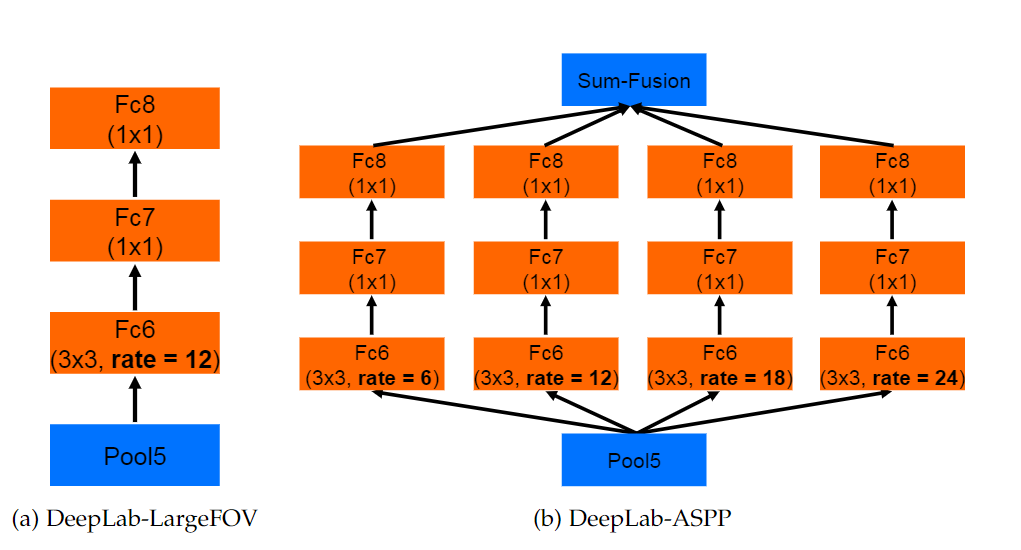 Fc8
(1x1)
Fc7
(1x1)
Fc6
(3x3, rate = 12)
Pool5
(a) DeepLab-LargeFOV
Sum-Fusion
Fc8
(1x1)
Fc8
(1x1)
Fc8
(1x1)
Fc8
(1x1)
Fc7
(1x1)
Fc7
(1x1)
Fc7
(1x1)
Fc7
(1x1)
Fc6
(3x3, rate = 6)
Fc6
(3x3, rate = 12)
Fc6
(3x3, rate = 18)
Fc6
(3x3, rate = 24)
Pool5
(b) DeepLab-ASPP